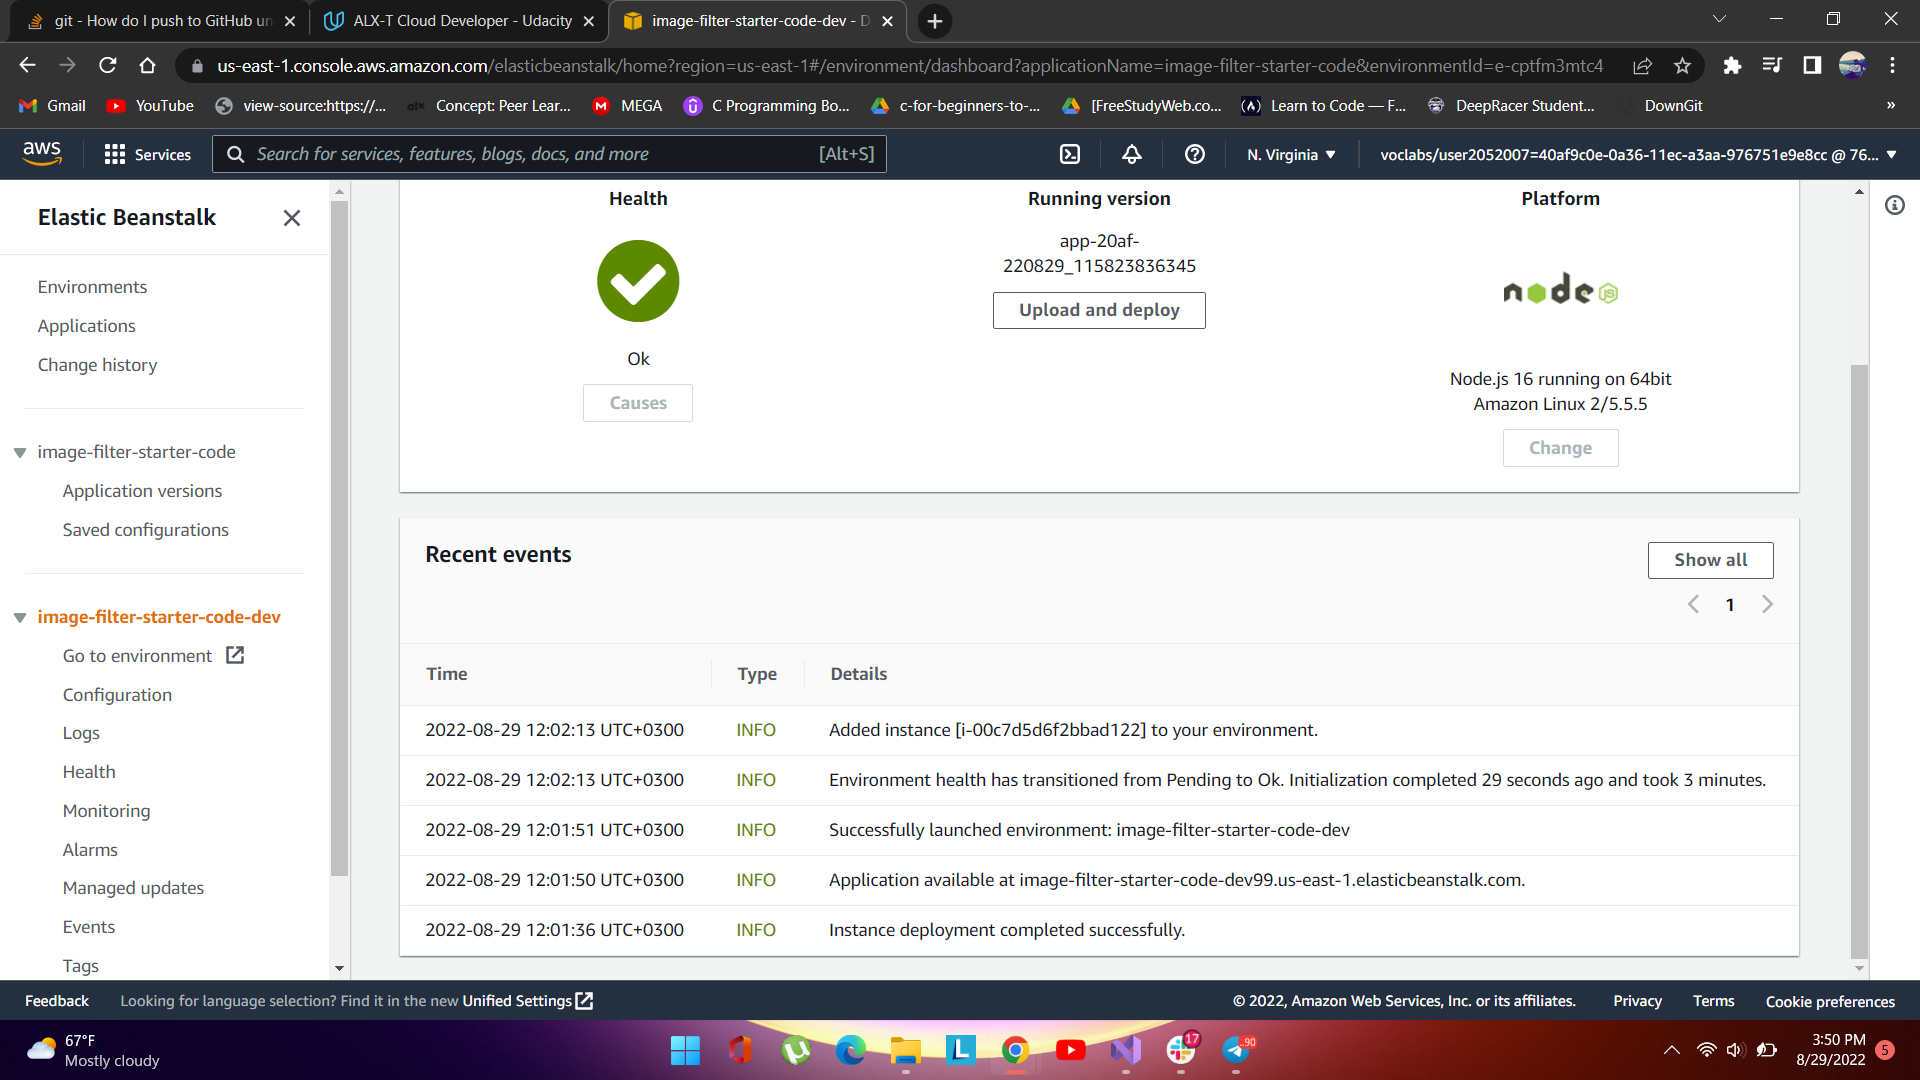 git - How do I push to GitHub un
ALX-T Cloud Developer - Udacity
image-filter-starter-code-dev - D
us-east-1.console.aws.amazon.com/elasticbeanstalk/home?region=us-east-1#/environment/dashboard?applicationName=image-filter-starter-code&environmentId=e-cptfm3mtc4
Gmail
YouTube
view-source:https://...
alx
Concept: Peer Lear...
M
MEGA
C Programming Bo...
c-for-beginners-to-...
[FreeStudyWeb.co...
Learn to Code — F...
DeepRacer Student...
DownGit
»
aws
Services
Search for services, features, blogs, docs, and more
[Alt+S]
N. Virginia
voclabs/user2052007=40af9c0e-0a36-11ec-a3aa-976751e9e8cc @ 76...
Elastic Beanstalk
Environments
Applications
Change history
image-filter-starter-code
Application versions
Saved configurations
image-filter-starter-code-dev
Go to environment
Configuration
Logs
Health
Monitoring
Alarms
Managed updates
Events
Tags
Health
Ok
Causes
Running version
app-20af-
220829_115823836345
Upload and deploy
Platform
node JS
Node.js 16 running on 64bit
Amazon Linux 2/5.5.5
Change
Recent events
Show all
1
Time Type Details
2022-08-29 12:02:13 UTC+0300 INFO Added instance [i-00c7d5d6f2bbad122] to your environment.
2022-08-29 12:02:13 UTC+0300 INFO Environment health has transitioned from Pending to Ok. Initialization completed 29 seconds ago and took 3 minutes.
2022-08-29 12:01:51 UTC+0300 INFO Successfully launched environment: image-filter-starter-code-dev
2022-08-29 12:01:50 UTC+0300 INFO Application available at image-filter-starter-code-dev99.us-east-1.elasticbeanstalk.com.
2022-08-29 12:01:36 UTC+0300 INFO Instance deployment completed successfully.
Feedback
Looking for language selection? Find it in the new Unified Settings
© 2022, Amazon Web Services, Inc. or its affiliates.
Privacy
Terms
Cookie preferences
67°F
Mostly cloudy
L
17
90
3:50 PM
8/29/2022
5